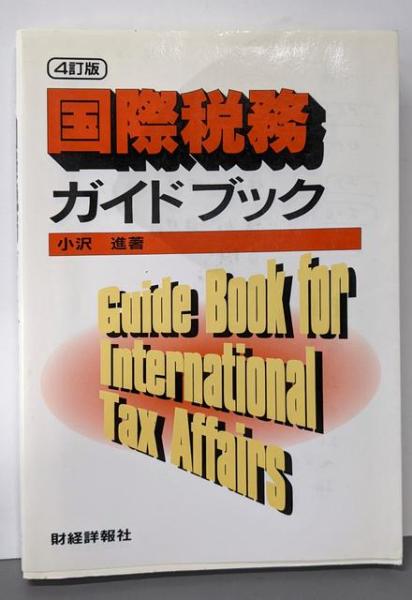 4訂版
国際税務
ガイドブック
小沢 進著
Guide Book for
International
Tax Affairs
財経詳報社